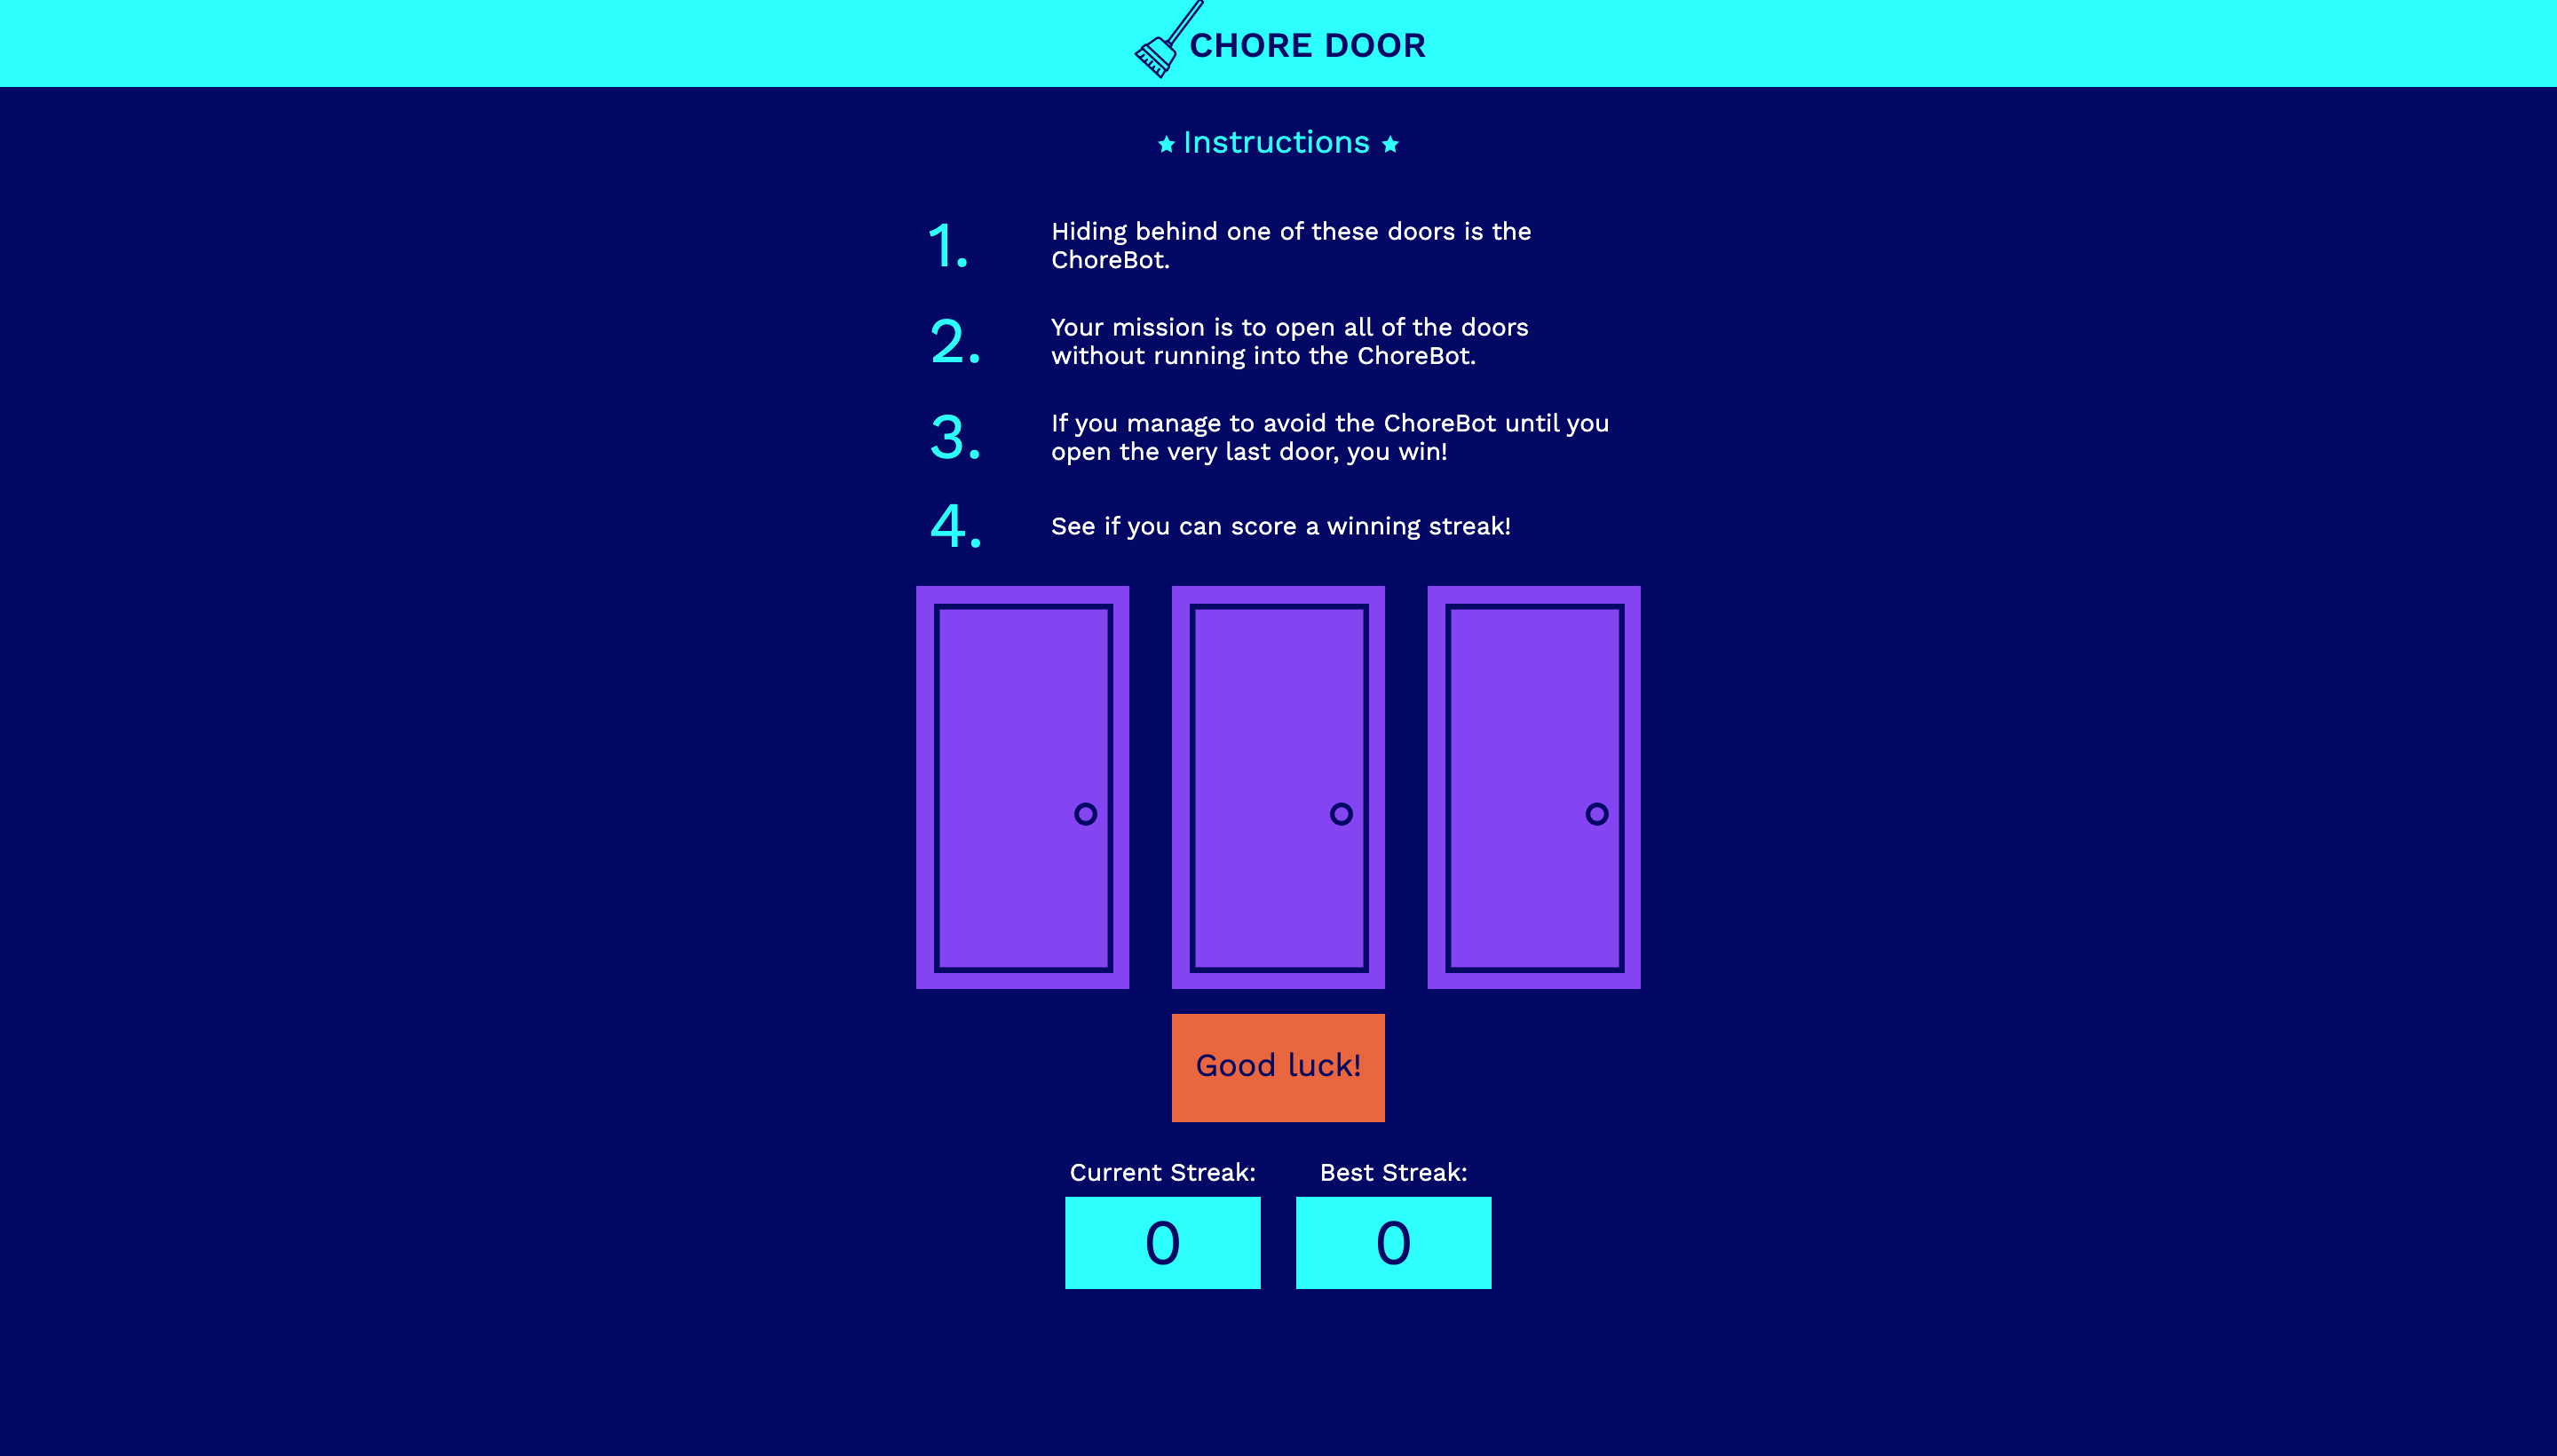 CHORE DOOR
Instructions
1.
Hiding behind one of these doors is the
ChoreBot.
2.
Your mission is to open all of the doors
without running into the ChoreBot.
3.
If you manage to avoid the ChoreBot until you
open the very last door, you win!
4.
See if you can score a winning streak!
Good luck!
Current Streak:
Best Streak:
0
0